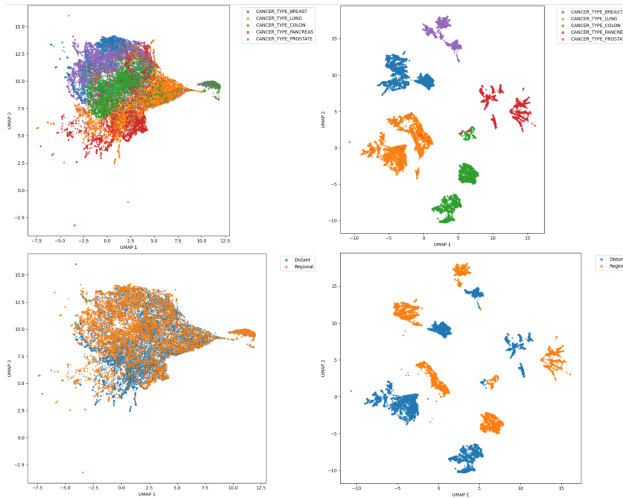 CANCER_TYPE_BREAST
CANCER_TYPE_LUNG
CANCER_TYPE_COLON
CANCER_TYPE_PANCREAS
CANCER_TYPE_PROSTATE
UMAP 2
15.0
12.5
10.0
7.5
5.0
2.5
0.0
−2.5
−7.5 −5.0 −2.5 0.0 2.5 5.0 7.5 10.0 12.5
UMAP 1
CANCER_TYPE_BREAST
CANCER_TYPE_LUNG
CANCER_TYPE_COLON
CANCER_TYPE_PANCREA
CANCER_TYPE_PROSTAT
UMAP 2
15
10
5
0
−5
−10
−10 −5 0 5 10 15
UMAP 1
Distant
Regional
UMAP 2
15.0
12.5
10.0
7.5
5.0
2.5
0.0
−2.5
−7.5 −5.0 −2.5 0.0 2.5 5.0 7.5 10.0 12.5
UMAP 1
Distan
Region
UMAP 2
15
10
5
0
−5
−10
−10 −5 0 5 10 15
UMAP 1